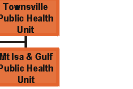 Townsville
Public Health
Unit
Mt Isa & Gulf
Public Health
Unit